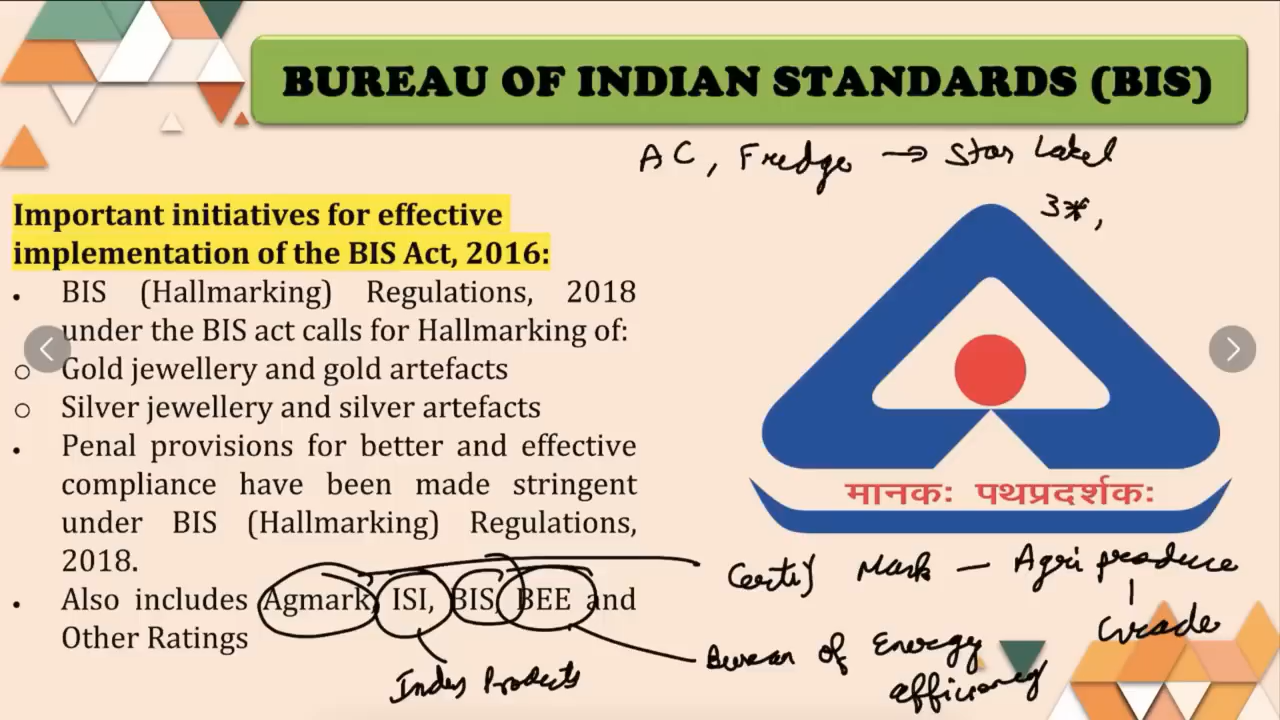 BUREAU OF INDIAN STANDARDS (BIS)
AC, Fredge → Star Label
3*,
Important initiatives for effective
implementation of the BIS Act, 2016:
• BIS (Hallmarking) Regulations, 2018
under the BIS act calls for Hallmarking of:
o Gold jewellery and gold artefacts
o Silver jewellery and silver artefacts
• Penal provisions for better and effective
compliance have been made stringent
under BIS (Hallmarking) Regulations,
2018.
• Also includes Agmark, ISI, BIS, BEE and
Other Ratings
मानकः पथप्रदर्शकः
Certif Mark — Agri produce
Grade
Bureau of Energy
efficiency
Indus Products